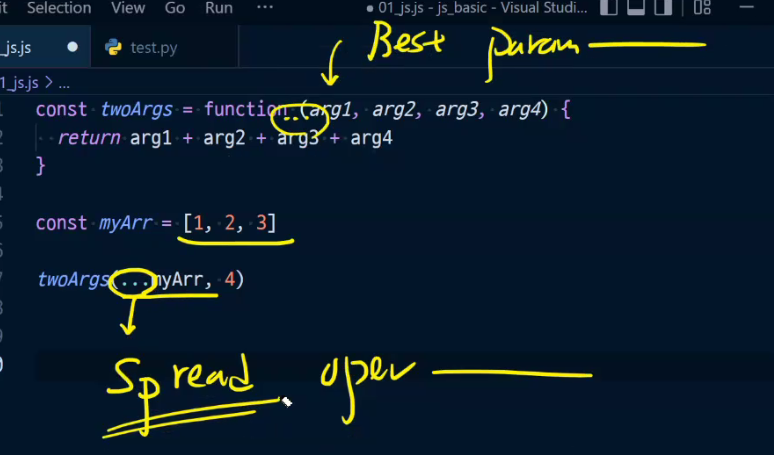 it Selection View Go Run ··· ● 01_js.js - js_basic - Visual Studi...
_js.js ● test.py
Best param
1_js.js > ...
const twoArgs = function ...(arg1, arg2, arg3, arg4) {
return arg1 + arg2 + arg3 + arg4
}
const myArr = [1, 2, 3]
twoArgs(...myArr, 4)
Spread oper